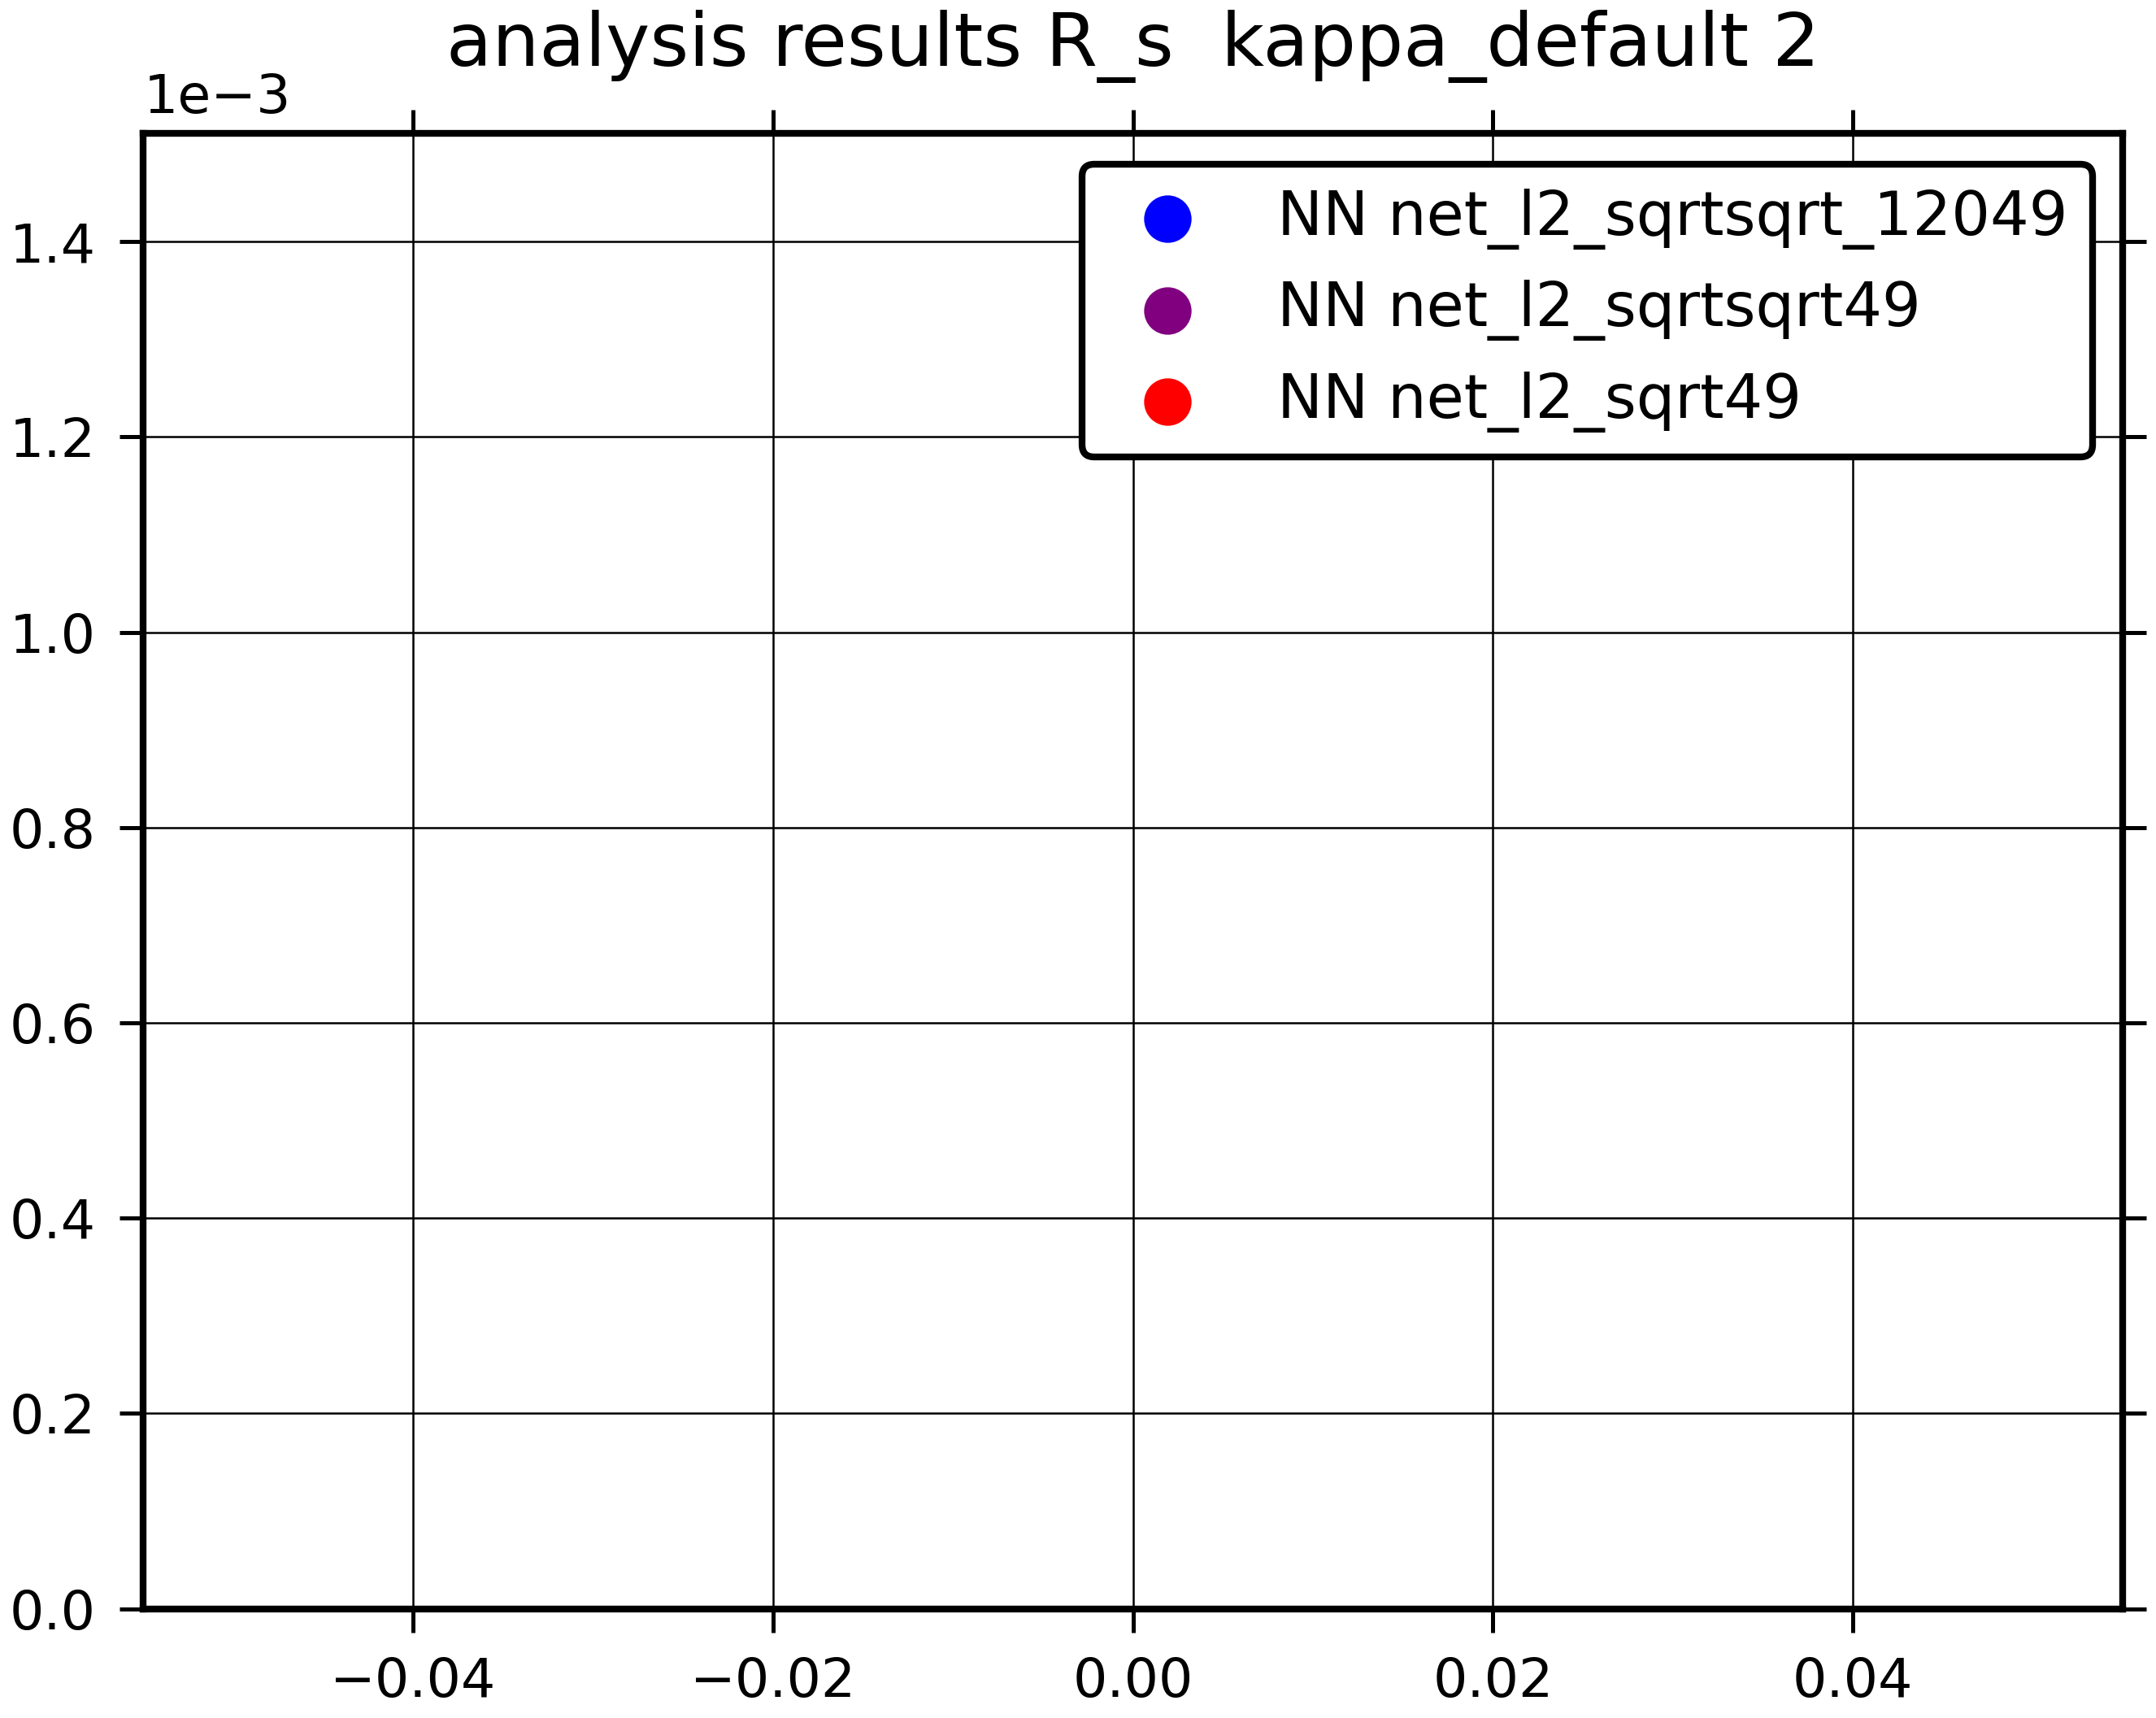 analysis results R_s  kappa_default 2
1e−3
NN net_l2_sqrtsqrt_12049
NN net_l2_sqrtsqrt49
NN net_l2_sqrt49
1.4
1.2
1.0
0.8
0.6
0.4
0.2
0.0
−0.04 −0.02 0.00 0.02 0.04